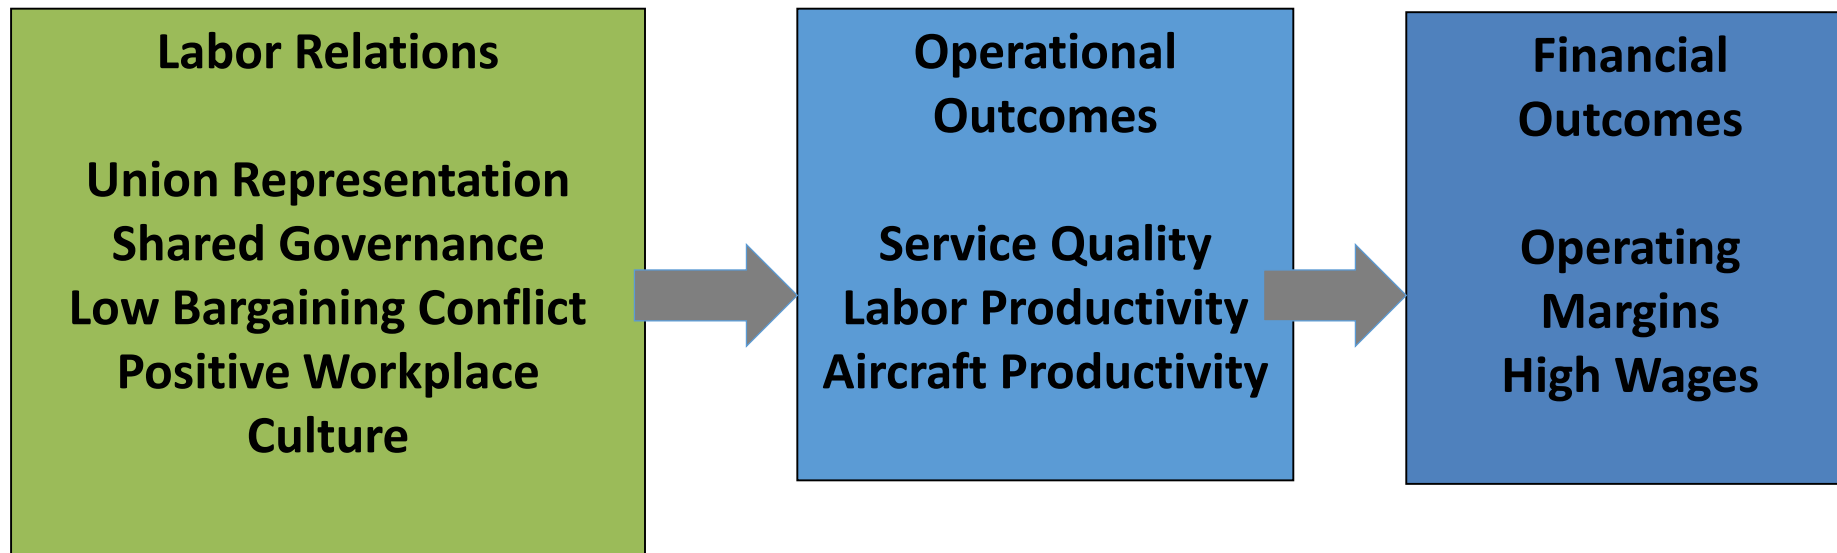 Labor Relations
Union Representation
Shared Governance
Low Bargaining Conflict
Positive Workplace
Culture
Operational
Outcomes
Service Quality
Labor Productivity
Aircraft Productivity
Financial
Outcomes
Operating
Margins
High Wages